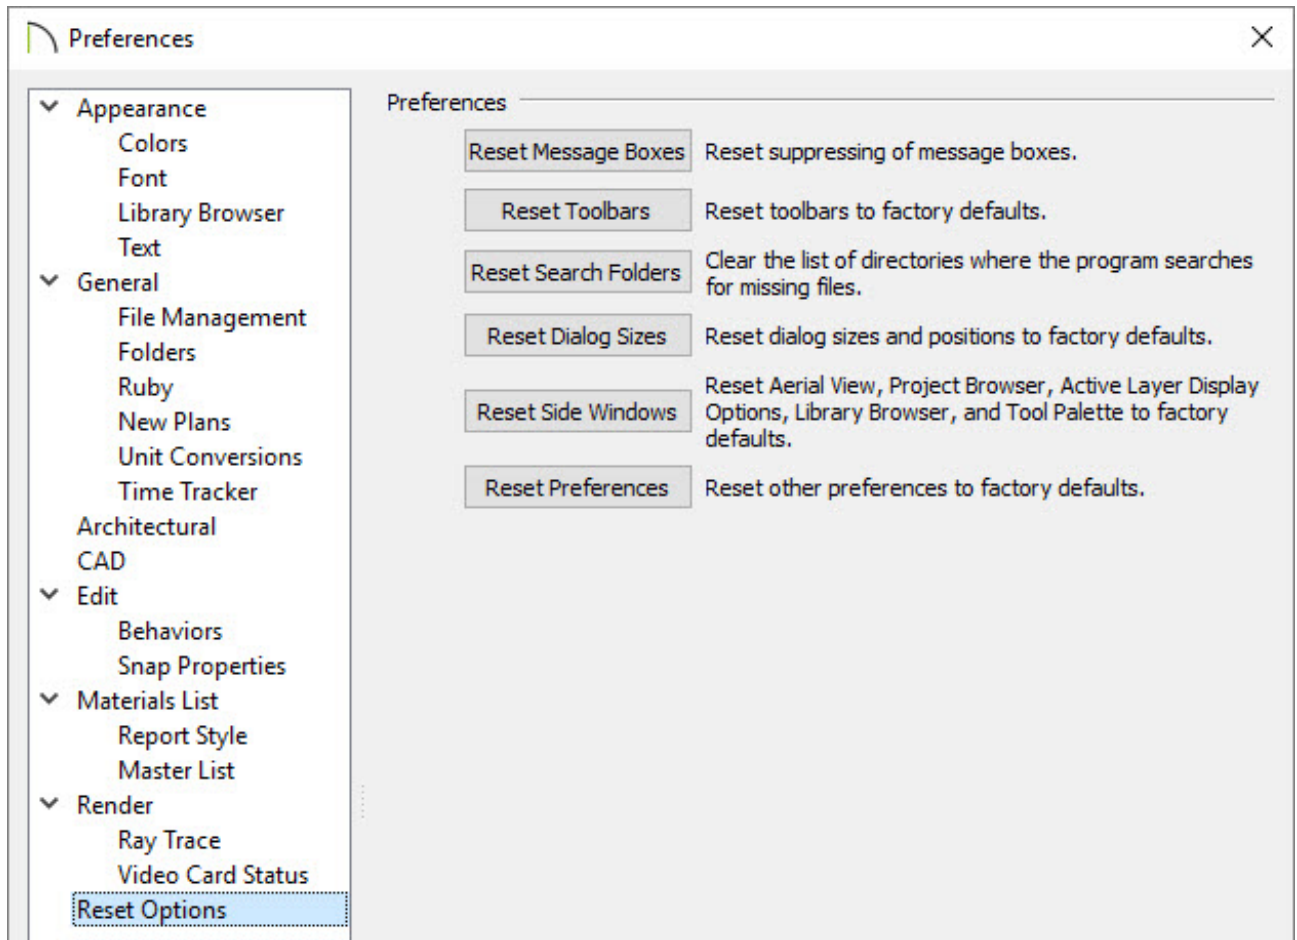 Preferences
Appearance
Colors
Font
Library Browser
Text
General
File Management
Folders
Ruby
New Plans
Unit Conversions
Time Tracker
Architectural
CAD
Edit
Behaviors
Snap Properties
Materials List
Report Style
Master List
Render
Ray Trace
Video Card Status
Reset Options
Preferences
Reset Message Boxes Reset suppressing of message boxes.
Reset Toolbars Reset toolbars to factory defaults.
Reset Search Folders Clear the list of directories where the program searches
for missing files.
Reset Dialog Sizes Reset dialog sizes and positions to factory defaults.
Reset Side Windows Reset Aerial View, Project Browser, Active Layer Display
Options, Library Browser, and Tool Palette to factory
defaults.
Reset Preferences Reset other preferences to factory defaults.